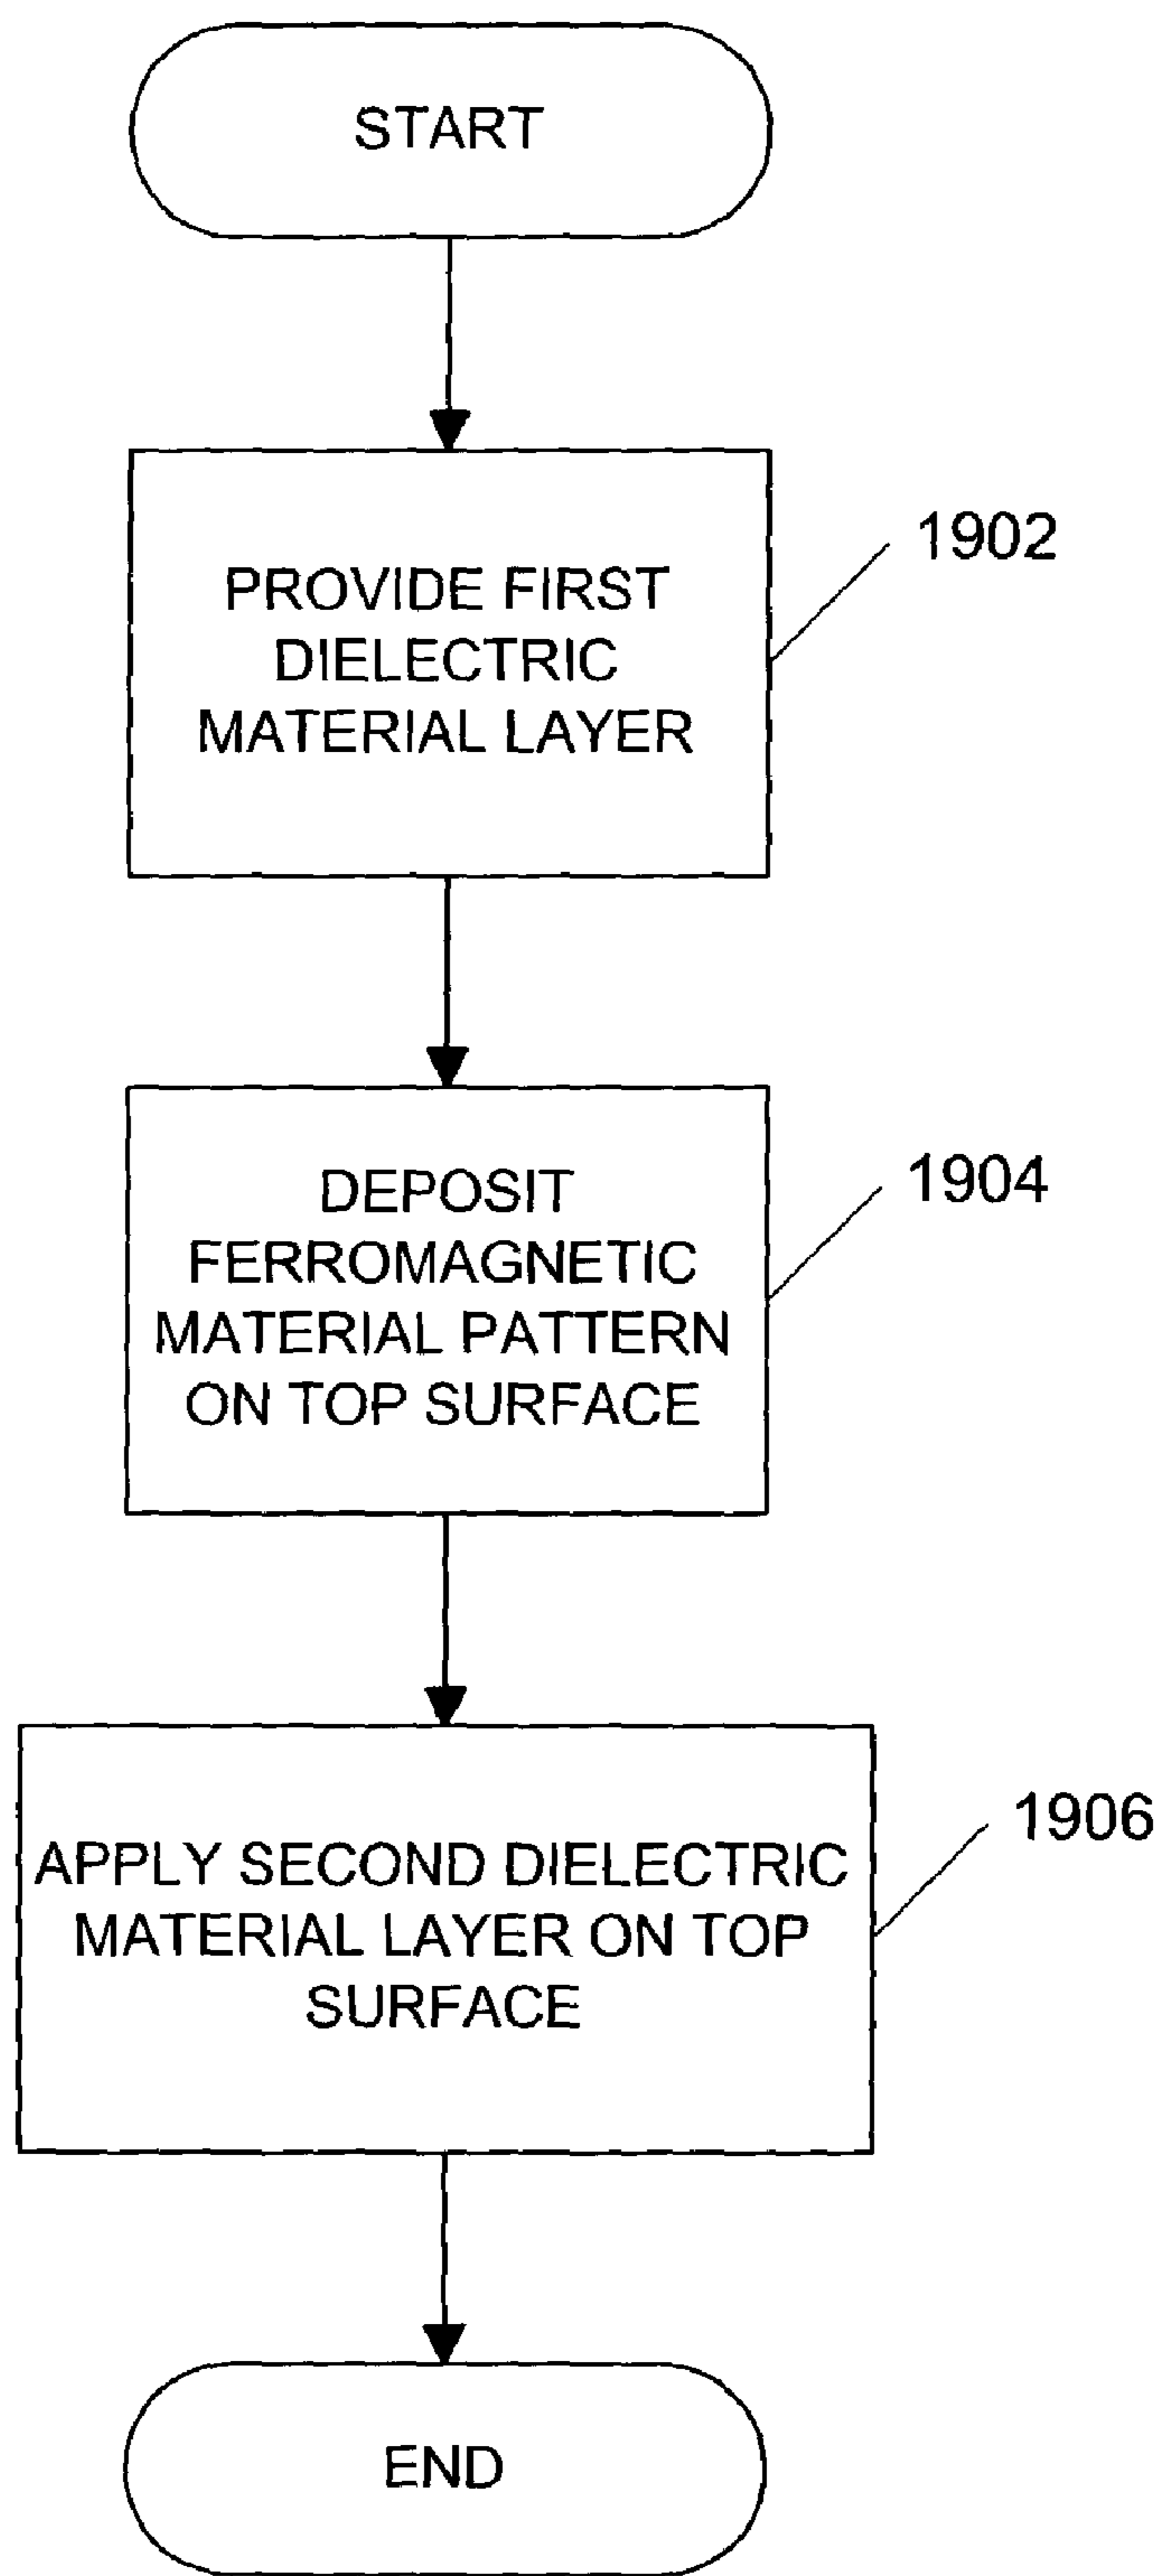 START
PROVIDE FIRST
DIELECTRIC
MATERIAL LAYER
1902
DEPOSIT
FERROMAGNETIC
MATERIAL PATTERN
ON TOP SURFACE
1904
APPLY SECOND DIELECTRIC
MATERIAL LAYER ON TOP
SURFACE
1906
END